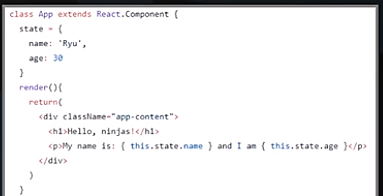 class App extends React.Component {
state = {
name: 'Ryu',
age: 30
}
render(){
return(
<div className="app-content">
<h1>Hello, ninjas!</h1>
<p>My name is: { this.state.name } and I am { this.state.age }</p>
</div>
)
}